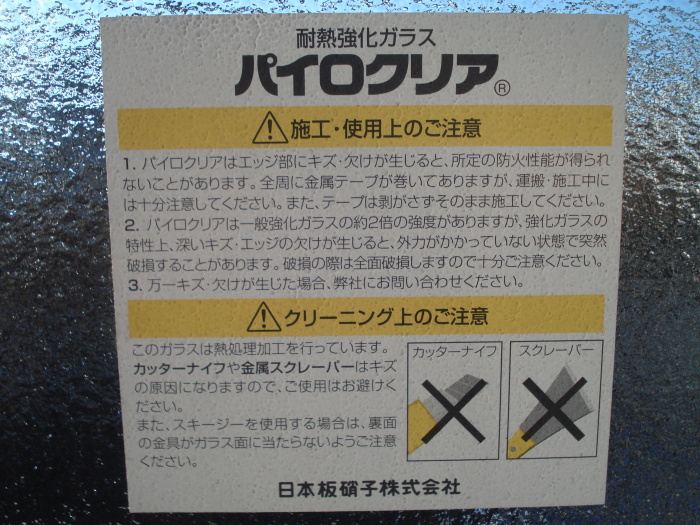 耐熱強化ガラス
パイロクリア®
施工・使用上のご注意
1. パイロクリアはエッジ部にキズ・欠けが生じると、所定の防火性能が得られ
ないことがあります。全周に金属テープが巻いてありますが、運搬・施工中に
は十分注意してください。また、テープは剥がさずそのまま施工してください。
2. パイロクリアは一般強化ガラスの約2倍の強度がありますが、強化ガラスの
特性上、深いキズ・エッジの欠けが生じると、外力がかかっていない状態で突然
破損することがあります。破損の際は全面破損しますので十分ご注意ください。
3. 万一キズ・欠けが生じた場合、弊社にお問い合わせください。
クリーニング上のご注意
このガラスは熱処理加工を行っています。
カッターナイフや金属スクレーパーはキズ
の原因になりますので、ご使用はお避けく
ださい。
また、スキージーを使用する場合は、裏面
の金具がガラス面に当たらないようご注意
ください。
カッターナイフ
スクレーパー
日本板硝子株式会社